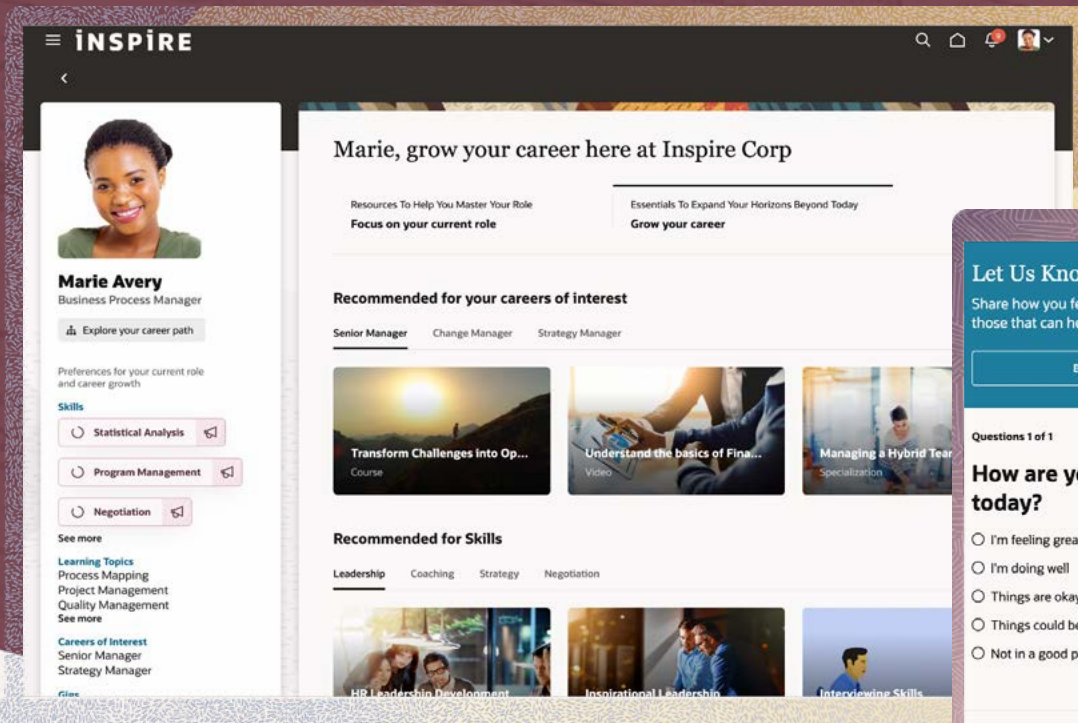 INSPIRE
Marie, grow your career here at Inspire Corp
Resources To Help You Master Your Role
Focus on your current role
Essentials To Expand Your Horizons Beyond Today
Grow your career
Marie Avery
Business Process Manager
Explore your career path
Preferences for your current role
and career growth
Skills
Statistical Analysis
Program Management
Negotiation
See more
Learning Topics
Process Mapping
Project Management
Quality Management
See more
Careers of Interest
Senior Manager
Strategy Manager
Gigs
Recommended for your careers of interest
Senior Manager Change Manager Strategy Manager
Transform Challenges into Op...
Course
Understand the basics of Fina...
Video
Managing a Hybrid Tear
Specialization
Recommended for Skills
Leadership Coaching Strategy Negotiation
HR Leadership Development
Inspirational Leadership
Interviewing Skills
Let Us Kno
Share how you fe
those that can he
Questions 1 of 1
How are yo
today?
I'm feeling grea
I'm doing well
Things are okay
Things could be
Not in a good p